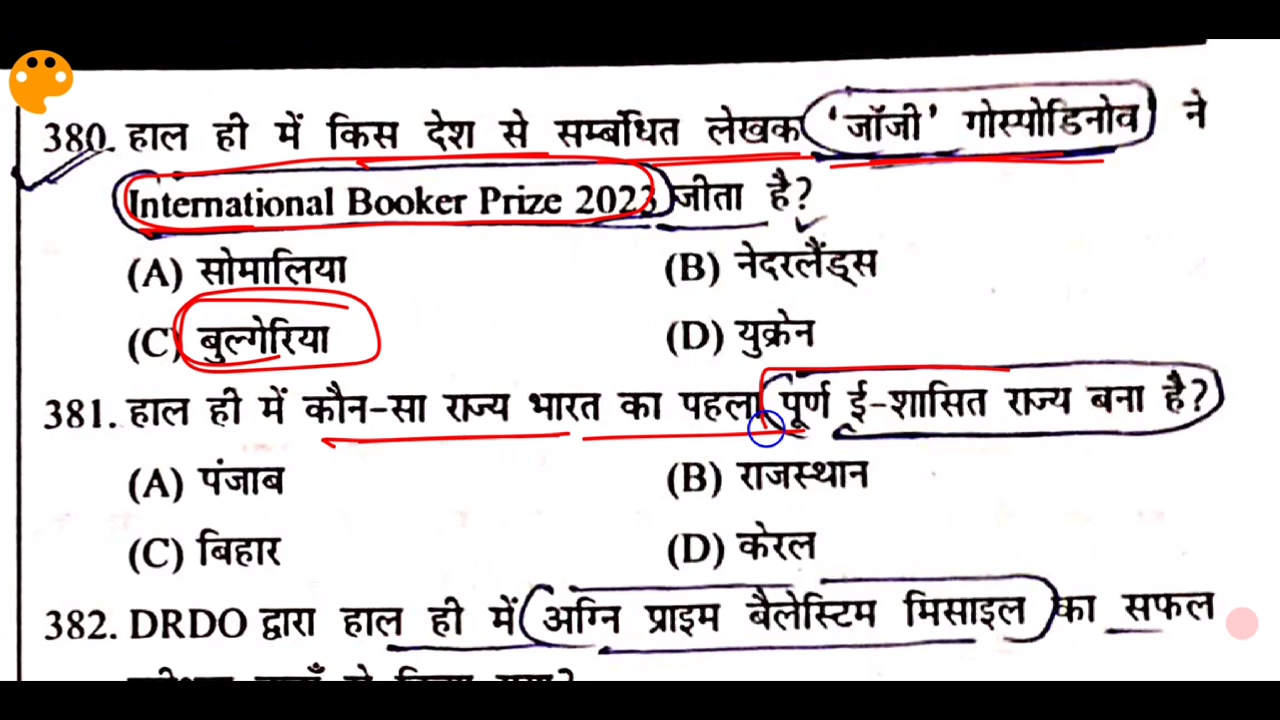 380. हाल ही में किस देश से सम्बंधित लेखक 'जॉजी' गोस्पोडिनोव ने
International Booker Prize 2023 जीता है?
(A) सोमालिया (B) नेदरलैंड्स
(C) बुल्गेरिया (D) युक्रेन
381. हाल ही में कौन-सा राज्य भारत का पहला पूर्ण ई-शासित राज्य बना है?
(A) पंजाब (B) राजस्थान
(C) बिहार (D) केरल
382. DRDO द्वारा हाल ही में अग्नि प्राइम बैलेस्टिम मिसाइल का सफल